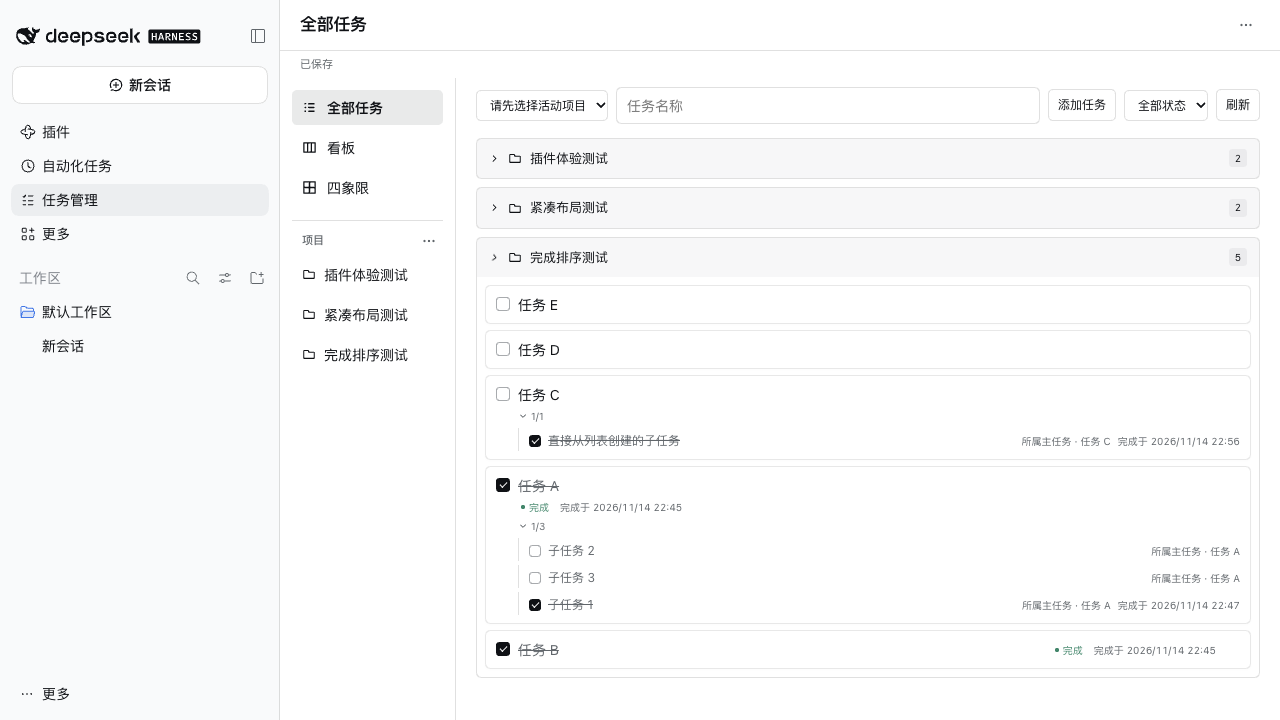 deepseek HARNESS
新会话
插件
自动化任务
任务管理
更多
工作区
默认工作区
新会话
更多
全部任务
已保存
全部任务
看板
四象限
项目
插件体验测试
紧凑布局测试
完成排序测试
请先选择活动项目 任务名称 添加任务 全部状态 刷新
插件体验测试 2
紧凑布局测试 2
完成排序测试 5
任务 E
任务 D
任务 C
1/1
直接从列表创建的子任务 所属主任务 · 任务 C 完成于 2026/11/14 22:56
任务 A
完成 完成于 2026/11/14 22:45
1/3
子任务 2 所属主任务 · 任务 A
子任务 3 所属主任务 · 任务 A
子任务 1 所属主任务 · 任务 A 完成于 2026/11/14 22:47
任务 B 完成 完成于 2026/11/14 22:45